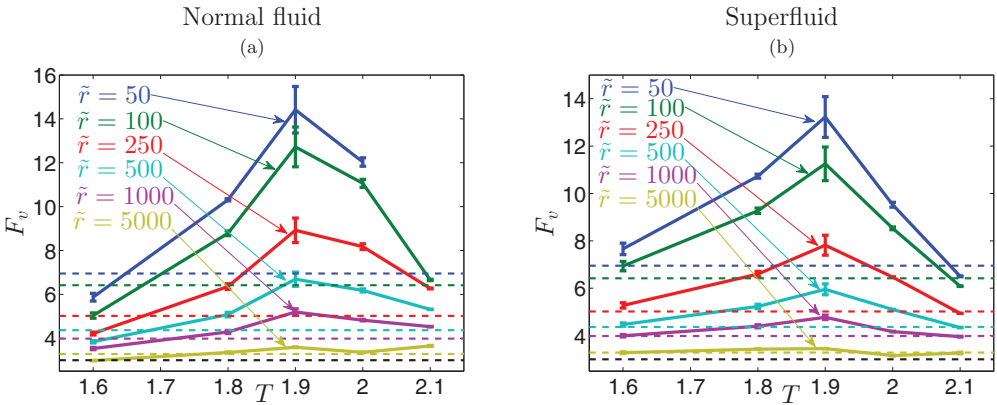 Normal fluid
(a)
16
14
12
10
8
6
4
F_v
r̃ = 50
r̃ = 100
r̃ = 250
r̃ = 500
r̃ = 1000
r̃ = 5000
1.6 1.7 1.8 1.9 2 2.1
T
Superfluid
(b)
14
12
10
8
6
4
F_v
r̃ = 50
r̃ = 100
r̃ = 250
r̃ = 500
r̃ = 1000
r̃ = 5000
1.6 1.7 1.8 1.9 2 2.1
T